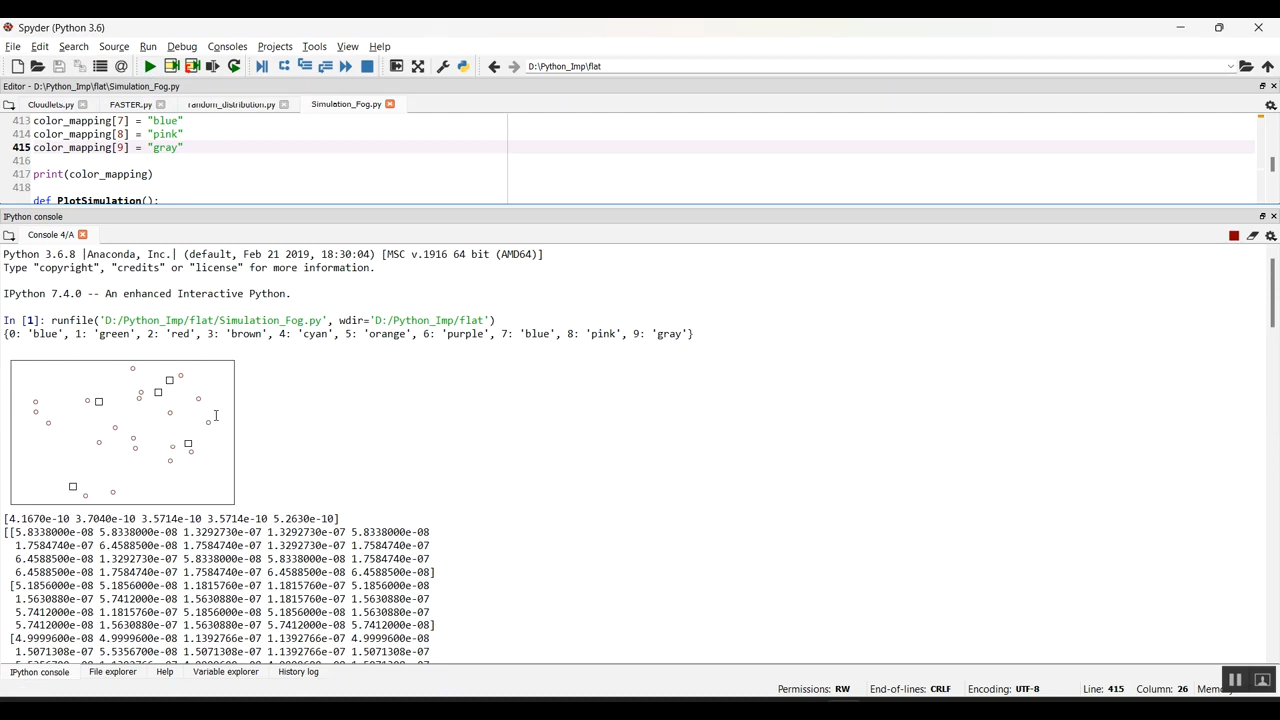 Spyder (Python 3.6)
File Edit Search Source Run Debug Consoles Projects Tools View Help
D:\Python_Imp\flat
Editor - D:\Python_Imp\flat\Simulation_Fog.py
Cloudlets.py FASTER.py random_distribution.py Simulation_Fog.py
413 color_mapping[7] = "blue"
414 color_mapping[8] = "pink"
415 color_mapping[9] = "gray"
416
417 print(color_mapping)
418
def PlotSimulation():
IPython console
Console 4/A
Python 3.6.8 |Anaconda, Inc.| (default, Feb 21 2019, 18:30:04) [MSC v.1916 64 bit (AMD64)]
Type "copyright", "credits" or "license" for more information.
IPython 7.4.0 -- An enhanced Interactive Python.
In [1]: runfile('D:/Python_Imp/flat/Simulation_Fog.py', wdir='D:/Python_Imp/flat')
{0: 'blue', 1: 'green', 2: 'red', 3: 'brown', 4: 'cyan', 5: 'orange', 6: 'purple', 7: 'blue', 8: 'pink', 9: 'gray'}
[4.1670e-10 3.7040e-10 3.5714e-10 3.5714e-10 5.2630e-10]
[[5.8338000e-08 5.8338000e-08 1.3292730e-07 1.3292730e-07 5.8338000e-08
1.7584740e-07 6.4588500e-08 1.7584740e-07 1.3292730e-07 1.7584740e-07
6.4588500e-08 1.3292730e-07 5.8338000e-08 5.8338000e-08 1.7584740e-07
6.4588500e-08 1.7584740e-07 1.7584740e-07 6.4588500e-08 6.4588500e-08]
[5.1856000e-08 5.1856000e-08 1.1815760e-07 1.1815760e-07 5.1856000e-08
1.5630880e-07 5.7412000e-08 1.5630880e-07 1.1815760e-07 1.5630880e-07
5.7412000e-08 1.1815760e-07 5.1856000e-08 5.1856000e-08 1.5630880e-07
5.7412000e-08 1.5630880e-07 1.5630880e-07 5.7412000e-08 5.7412000e-08]
[4.9999600e-08 4.9999600e-08 1.1392766e-07 1.1392766e-07 4.9999600e-08
1.5071308e-07 5.5356700e-08 1.5071308e-07 1.1392766e-07 1.5071308e-07
IPython console File explorer Help Variable explorer History log
Permissions: RW End-of-lines: CRLF Encoding: UTF-8 Line: 415 Column: 26